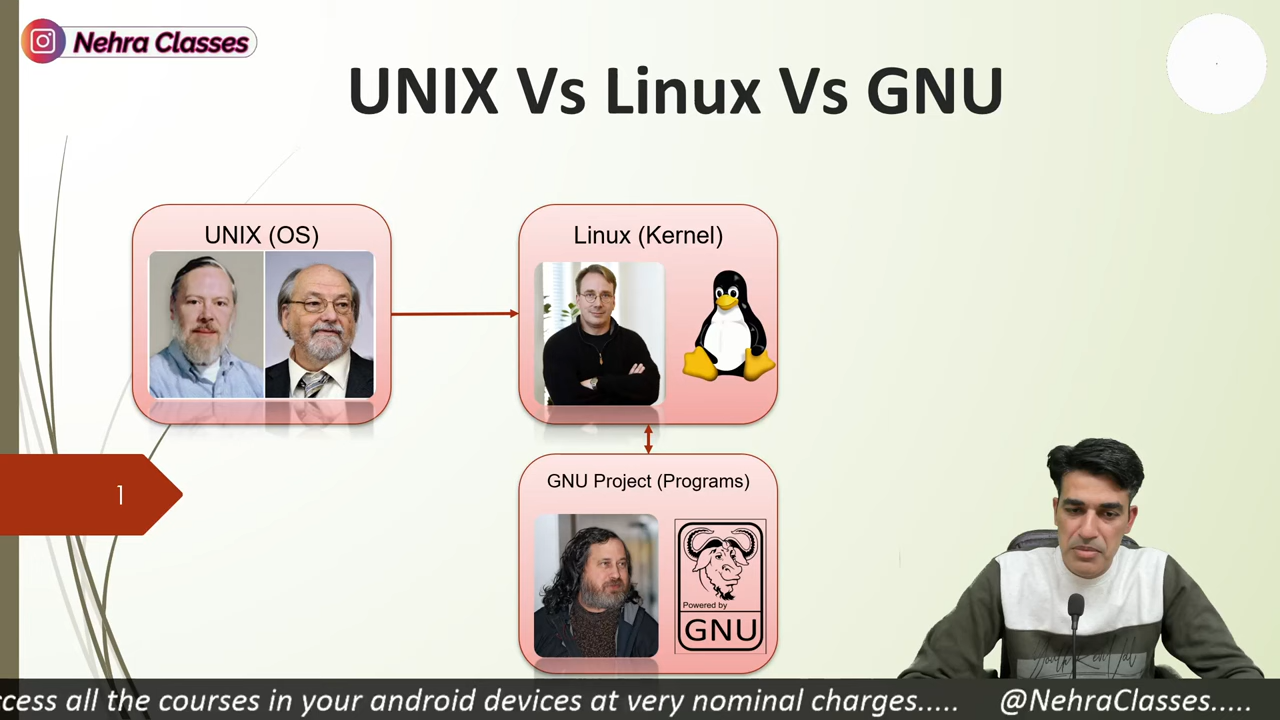 Nehra Classes
UNIX Vs Linux Vs GNU
UNIX (OS)
Linux (Kernel)
GNU Project (Programs)
1
Powered by
GNU
ccess all the courses in your android devices at very nominal charges..... @NehraClasses.....